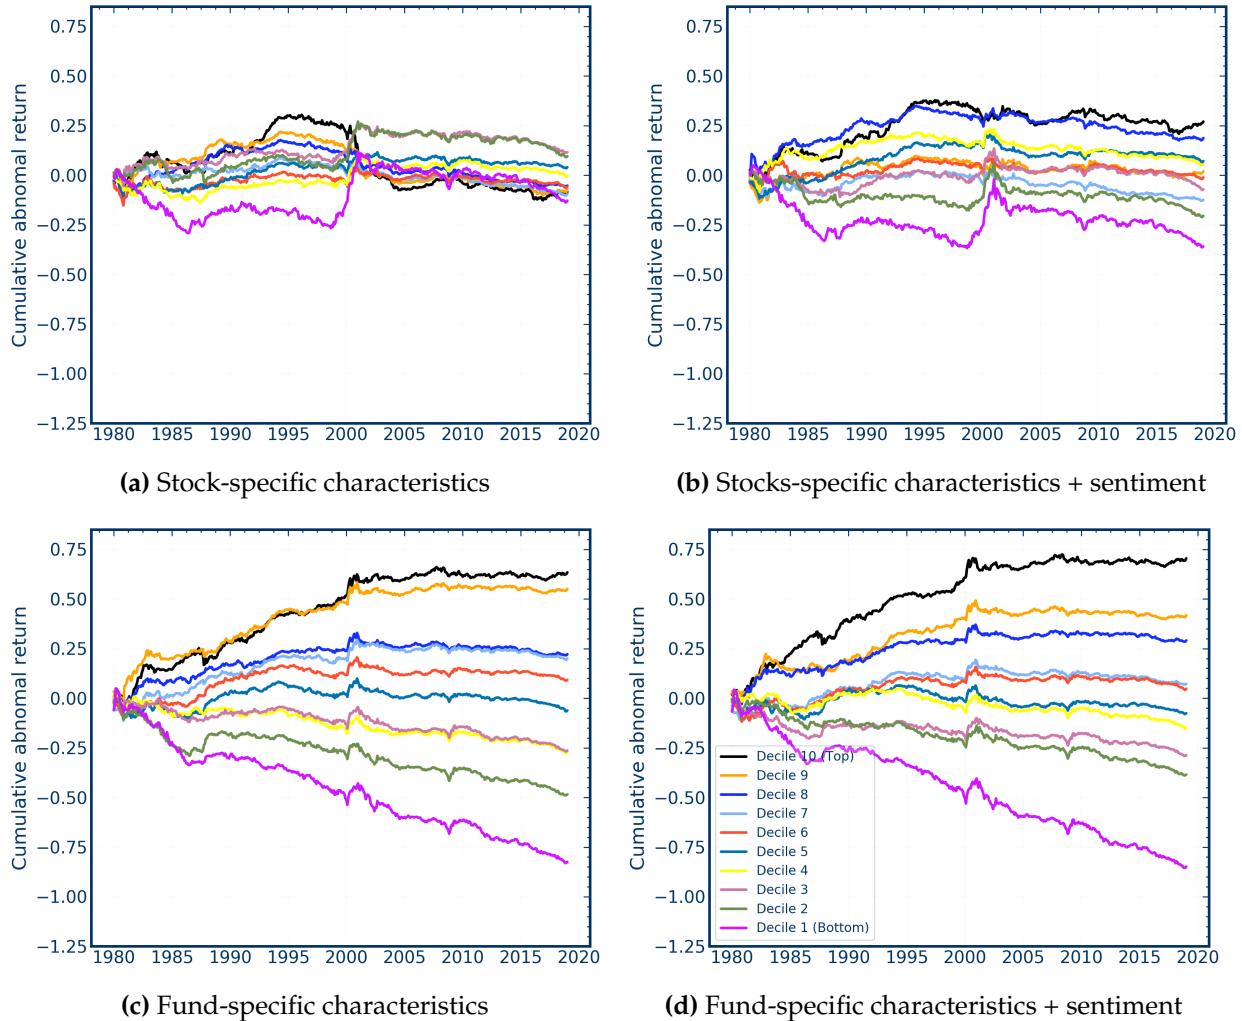 Cumulative abnomal return
0.75
0.50
0.25
0.00
−0.25
−0.50
−0.75
−1.00
−1.25
1980 1985 1990 1995 2000 2005 2010 2015 2020
(a) Stock-specific characteristics
Cumulative abnomal return
0.75
0.50
0.25
0.00
−0.25
−0.50
−0.75
−1.00
−1.25
1980 1985 1990 1995 2000 2005 2010 2015 2020
(b) Stocks-specific characteristics + sentiment
Cumulative abnomal return
0.75
0.50
0.25
0.00
−0.25
−0.50
−0.75
−1.00
−1.25
1980 1985 1990 1995 2000 2005 2010 2015 2020
(c) Fund-specific characteristics
Cumulative abnomal return
0.75
0.50
0.25
0.00
−0.25
−0.50
−0.75
−1.00
−1.25
Decile 10 (Top)
Decile 9
Decile 8
Decile 7
Decile 6
Decile 5
Decile 4
Decile 3
Decile 2
Decile 1 (Bottom)
1980 1985 1990 1995 2000 2005 2010 2015 2020
(d) Fund-specific characteristics + sentiment